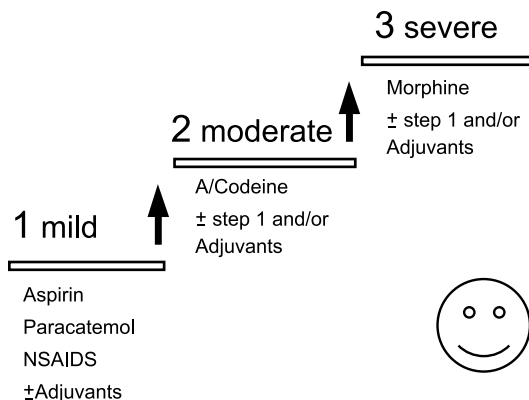 3 severe
Morphine
± step 1 and/or
Adjuvants
2 moderate
A/Codeine
± step 1 and/or
Adjuvants
1 mild
Aspirin
Paracatemol
NSAIDS
±Adjuvants